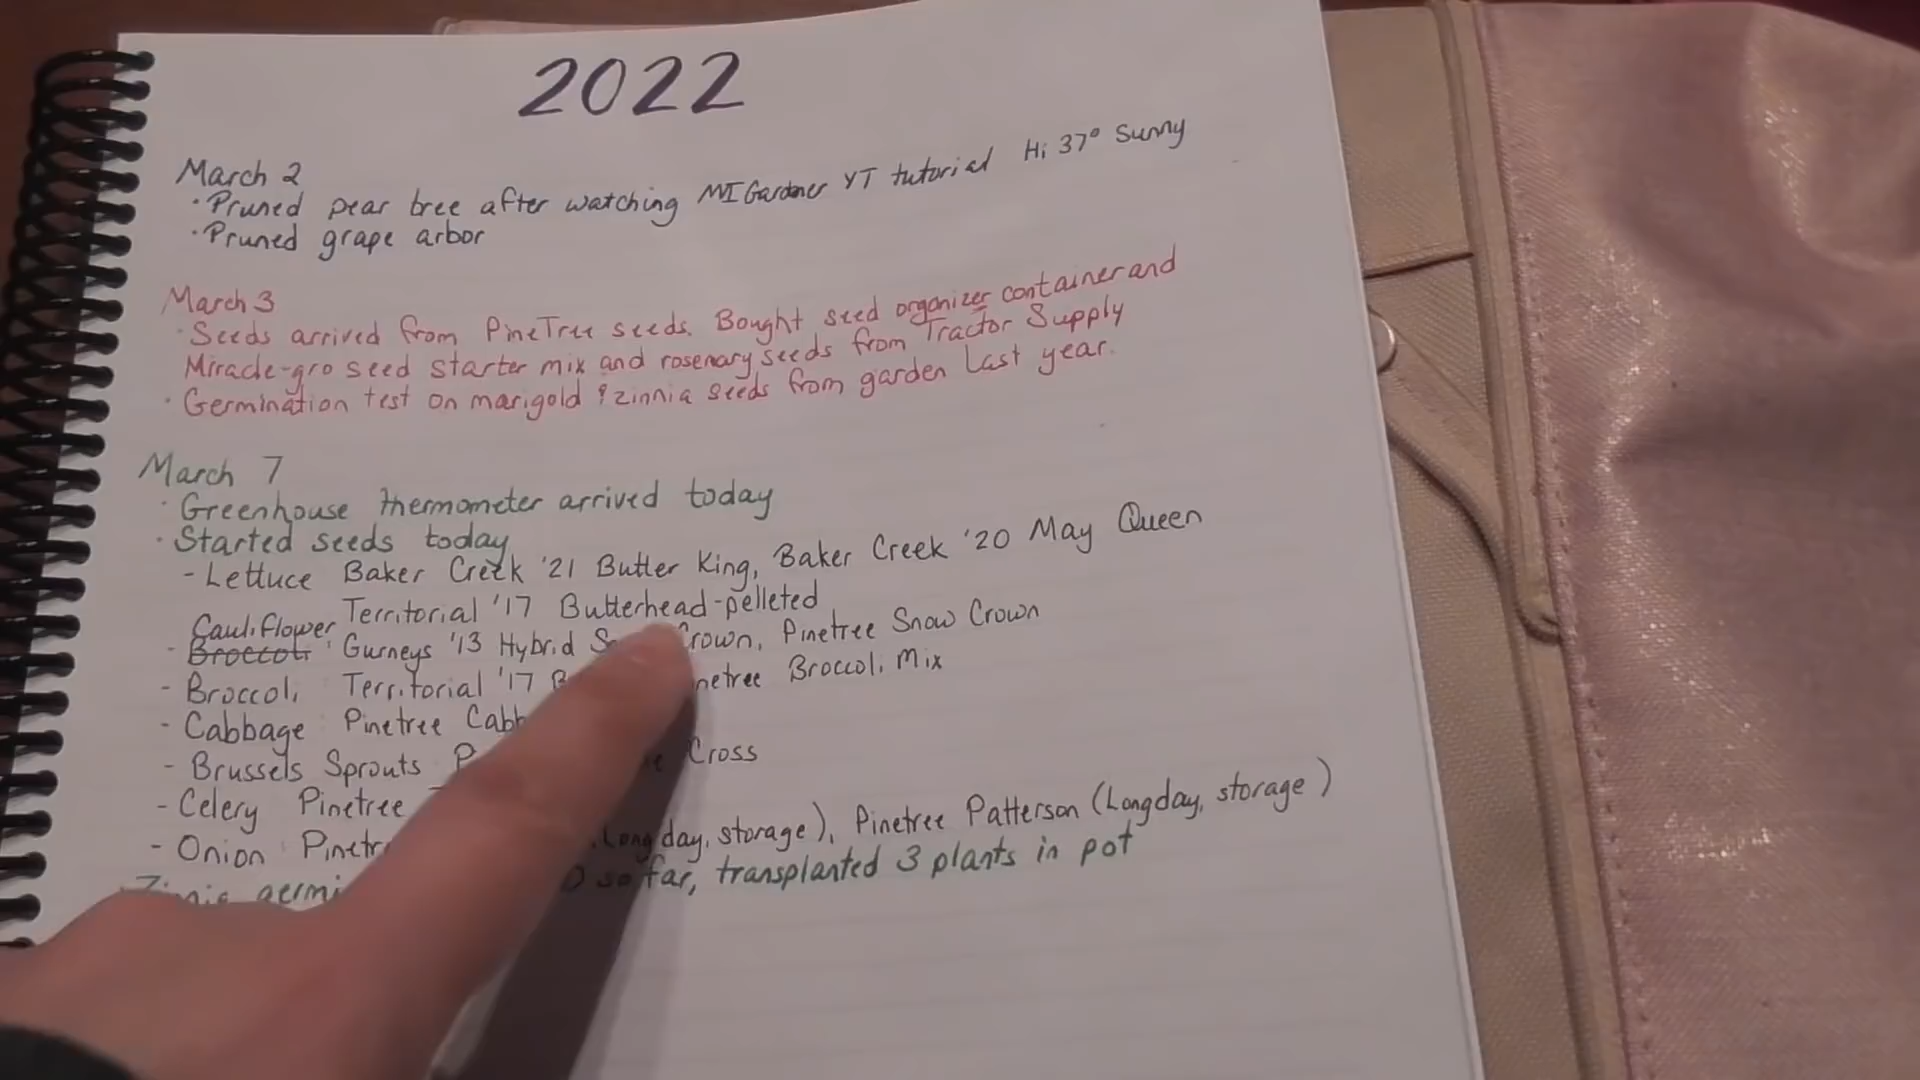 2022
March 2
· Pruned pear tree after watching MIGardner YT tutorial Hi 37° Sunny
· Pruned grape arbor
March 3
· Seeds arrived from PineTree seeds. Bought seed organizer container and
Miracle-gro seed starter mix and rosemary seeds from Tractor Supply
· Germination test on marigold & zinnia seeds from garden last year.
March 7
· Greenhouse thermometer arrived today
· Started seeds today
- Lettuce Baker Creek '21 Butter King, Baker Creek '20 May Queen
Territorial '17 Butterhead-pelleted
Cauliflower
- Broccoli Gurneys '13 Hybrid Crown, Pinetree Snow Crown
- Broccoli Territorial '17 Broccoli Mix
- Cabbage Pinetree
- Brussels Sprouts Cross
- Celery Pinetree
- Onion Long day, storage), Pinetree Patterson (Longday, storage)
Zinnia so far, transplanted 3 plants in pot